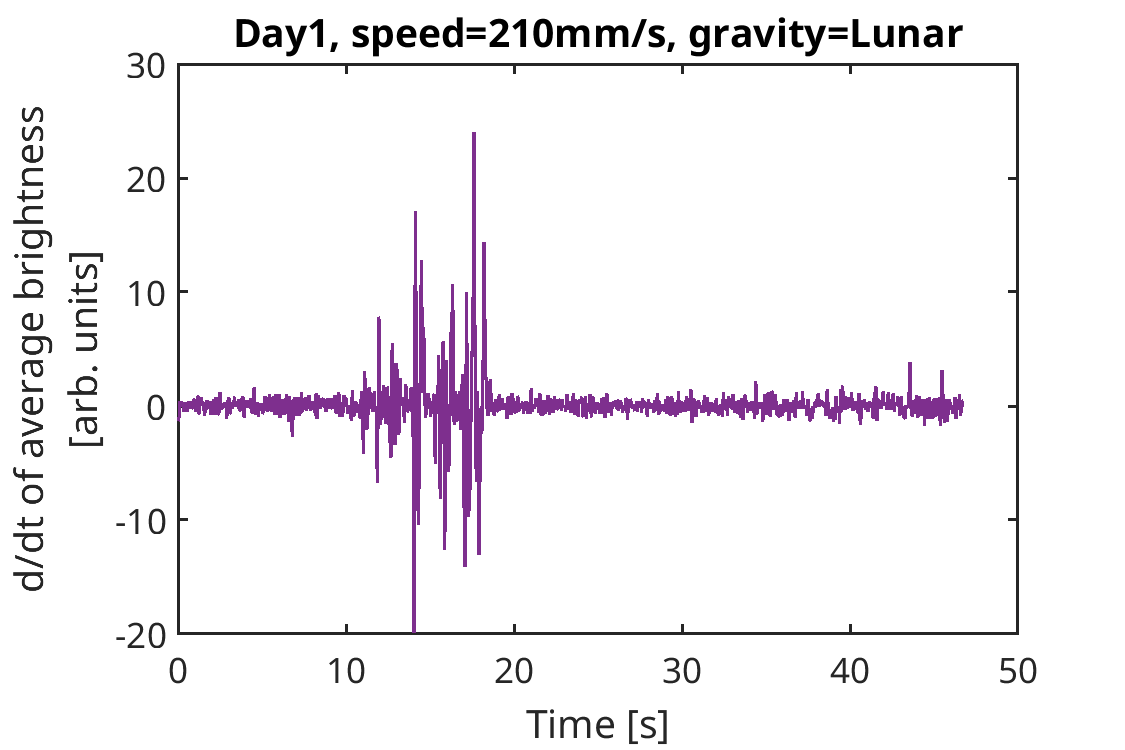 Day1, speed=210mm/s, gravity=Lunar
30
20
10
0
-10
-20
d/dt of average brightness
[arb. units]
0 10 20 30 40 50
Time [s]